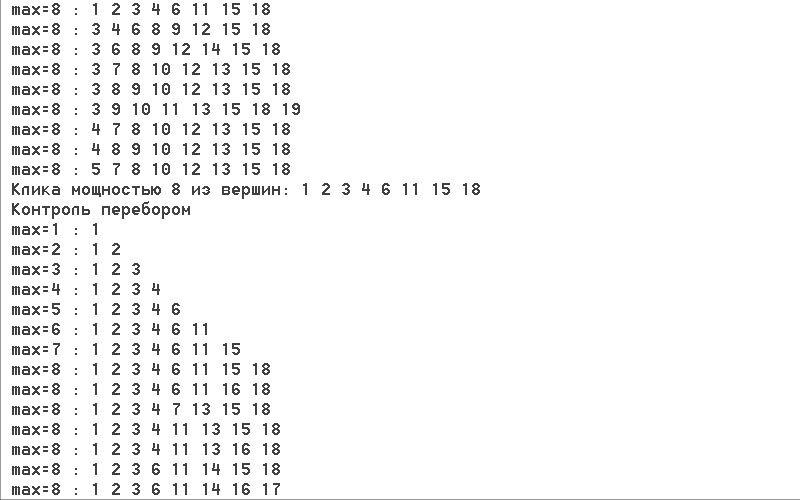 max=8 : 1 2 3 4 6 11 15 18
max=8 : 3 4 6 8 9 12 15 18
max=8 : 3 6 8 9 12 14 15 18
max=8 : 3 7 8 10 12 13 15 18
max=8 : 3 8 9 10 12 13 15 18
max=8 : 3 9 10 11 13 15 18 19
max=8 : 4 7 8 10 12 13 15 18
max=8 : 4 8 9 10 12 13 15 18
max=8 : 5 7 8 10 12 13 15 18
Клика мощностью 8 из вершин: 1 2 3 4 6 11 15 18
Контроль перебором
max=1 : 1
max=2 : 1 2
max=3 : 1 2 3
max=4 : 1 2 3 4
max=5 : 1 2 3 4 6
max=6 : 1 2 3 4 6 11
max=7 : 1 2 3 4 6 11 15
max=8 : 1 2 3 4 6 11 15 18
max=8 : 1 2 3 4 6 11 16 18
max=8 : 1 2 3 4 7 13 15 18
max=8 : 1 2 3 4 11 13 15 18
max=8 : 1 2 3 4 11 13 16 18
max=8 : 1 2 3 6 11 14 15 18
max=8 : 1 2 3 6 11 14 16 17